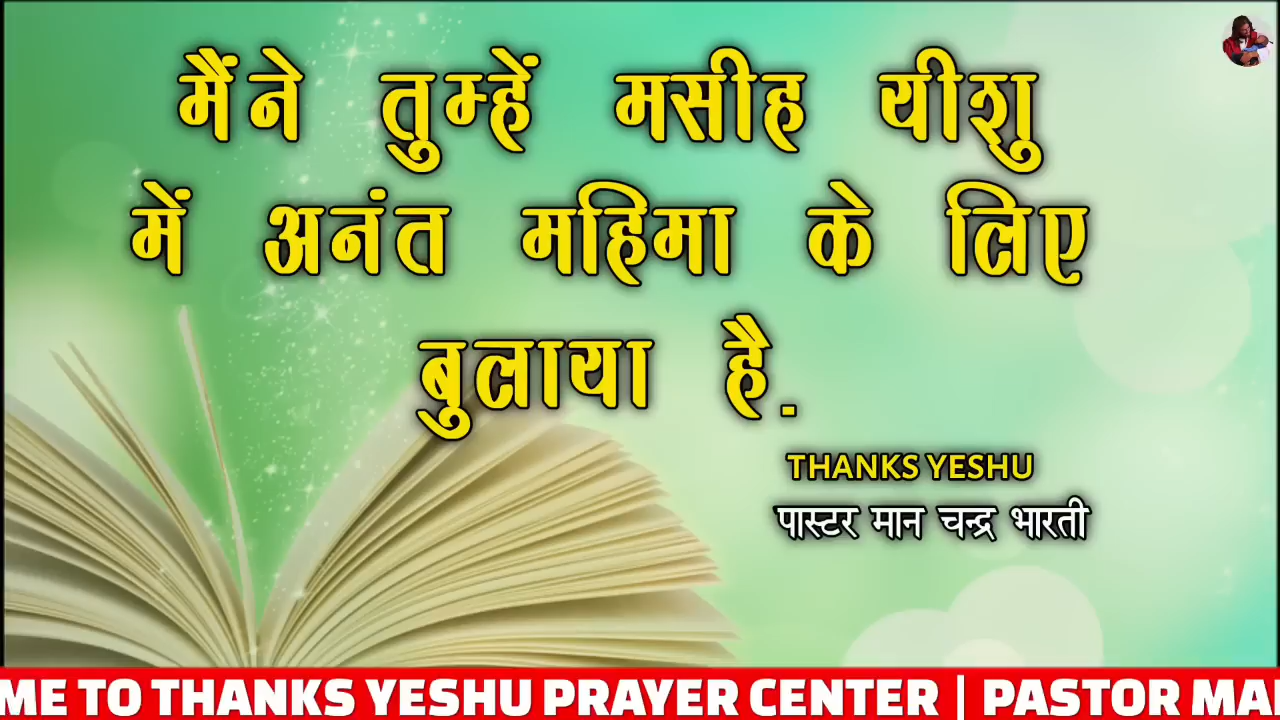 मैंने तुम्हें मसीह यीशु
में अनंत महिमा के लिए
बुलाया है.
THANKS YESHU
पास्टर मान चन्द्र भारती
ME TO THANKS YESHU PRAYER CENTER | PASTOR MA